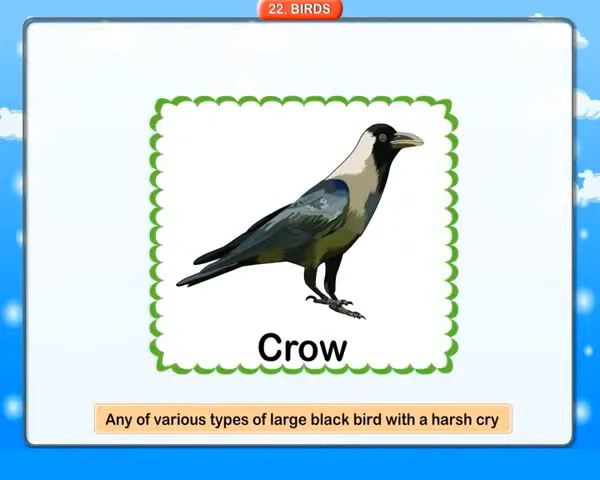 22. BIRDS
Crow
Any of various types of large black bird with a harsh cry